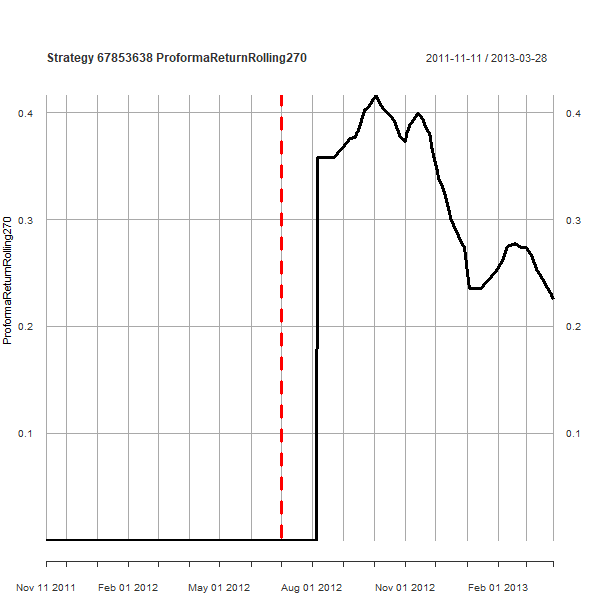 Strategy 67853638 ProformaReturnRolling270
2011-11-11 / 2013-03-28
ProformaReturnRolling270
0.4 0.4
0.3 0.3
0.2 0.2
0.1 0.1
Nov 11 2011 Feb 01 2012 May 01 2012 Aug 01 2012 Nov 01 2012 Feb 01 2013